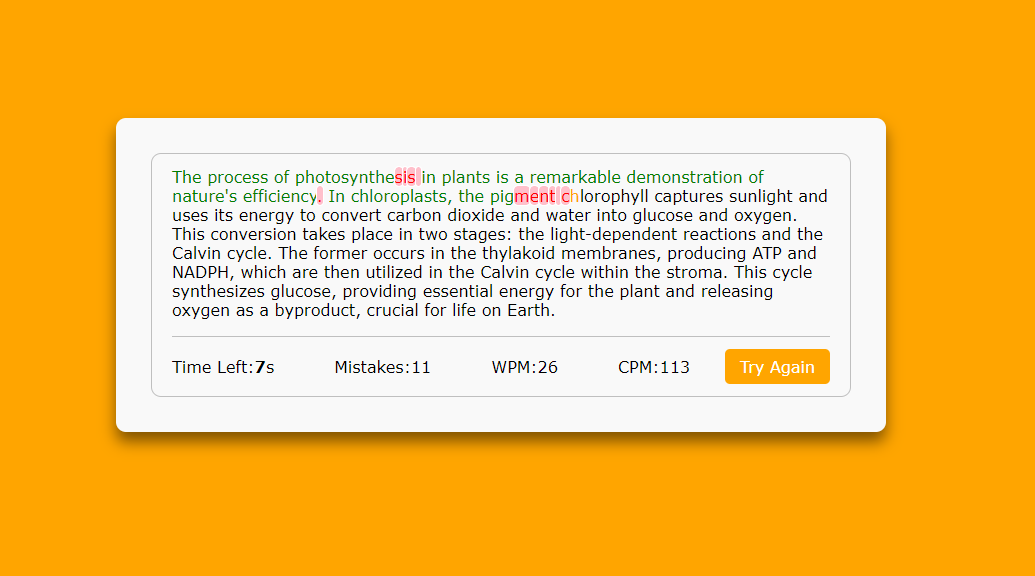 The process of photosynthesis in plants is a remarkable demonstration of
nature's efficiency. In chloroplasts, the pigment chlorophyll captures sunlight and
uses its energy to convert carbon dioxide and water into glucose and oxygen.
This conversion takes place in two stages: the light-dependent reactions and the
Calvin cycle. The former occurs in the thylakoid membranes, producing ATP and
NADPH, which are then utilized in the Calvin cycle within the stroma. This cycle
synthesizes glucose, providing essential energy for the plant and releasing
oxygen as a byproduct, crucial for life on Earth.
Time Left:7s Mistakes:11 WPM:26 CPM:113 Try Again